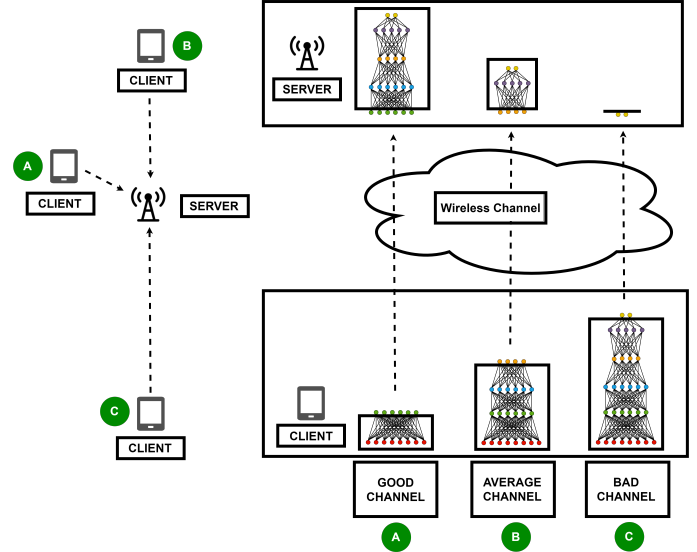 B
CLIENT
A
CLIENT
SERVER
C
CLIENT
SERVER
Wireless Channel
CLIENT
GOOD
CHANNEL
AVERAGE
CHANNEL
BAD
CHANNEL
A
B
C